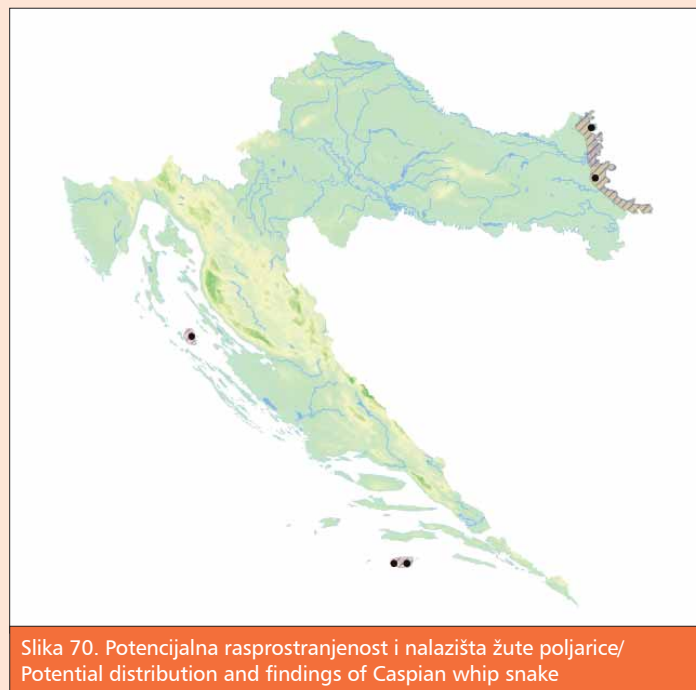 Slika 70. Potencijalna rasprostranjenost i nalazišta žute poljarice/
Potential distribution and findings of Caspian whip snake